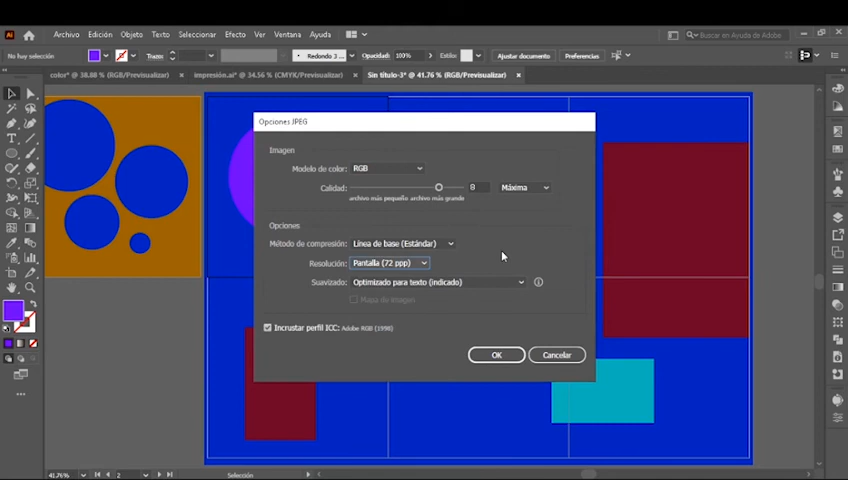 Ai
Archivo Edición Objeto Texto Seleccionar Efecto Ver Ventana Ayuda
Buscar en Ayuda de Adobe
No hay selección
Trazo:
Redondo 3 ...
Opacidad: 100%
Estilo:
Ajustar documento
Preferencias
color* @ 38.88 % (RGB/Previsualizar) ×
impresión.ai* @ 34.56 % (CMYK/Previsualizar) ×
Sin título-3* @ 41.76 % (RGB/Previsualizar) ×
Opciones JPEG
Imagen
Modelo de color: RGB
Calidad: 8 Máxima
archivo más pequeño archivo más grande
Opciones
Método de compresión: Línea de base (Estándar)
Resolución: Pantalla (72 ppp)
Suavizado: Optimizado para texto (indicado)
Mapa de imagen
Incrustar perfil ICC: Adobe RGB (1998)
OK Cancelar
41.76% 2 Selección